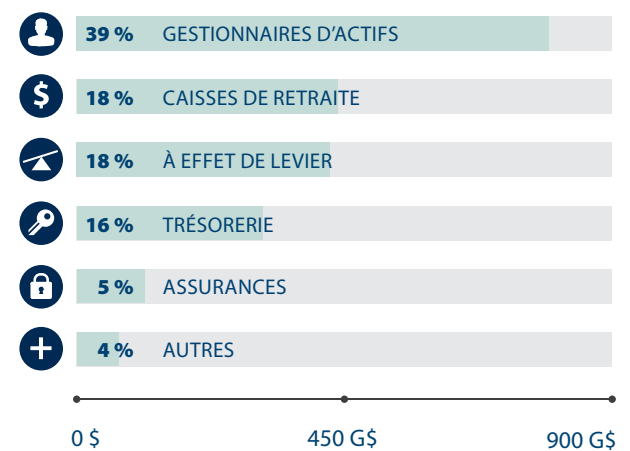 39 % GESTIONNAIRES D'ACTIFS
$ 18 % CAISSES DE RETRAITE
18 % À EFFET DE LEVIER
16 % TRÉSORERIE
5 % ASSURANCES
4 % AUTRES
0 $ 450 G$ 900 G$